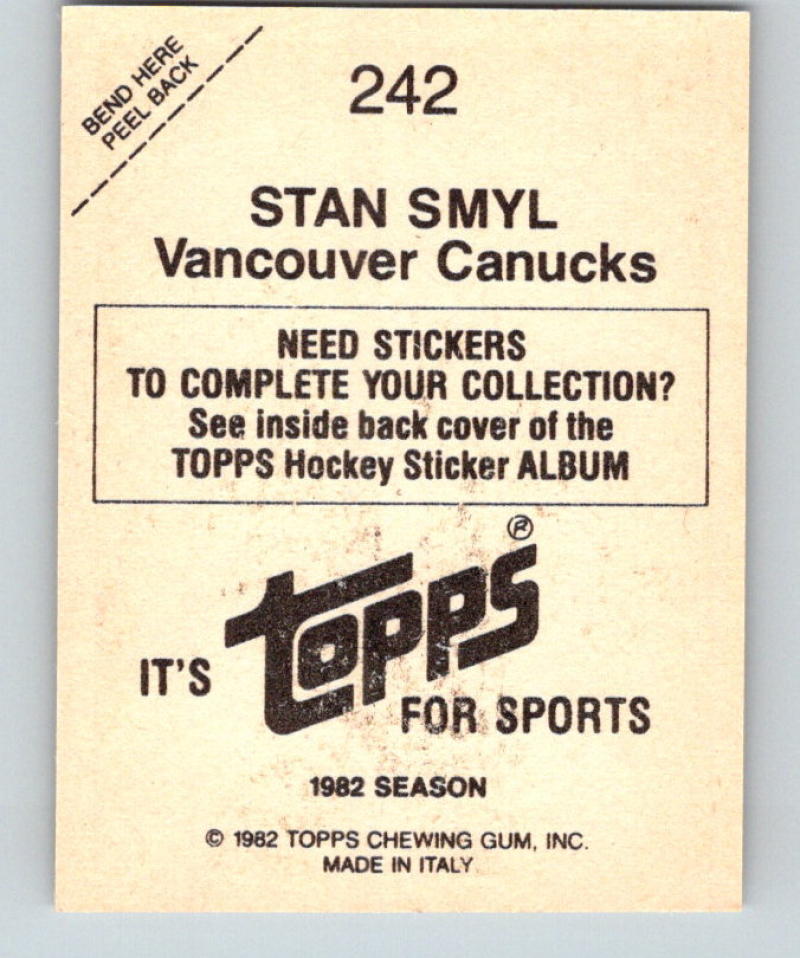 BEND HERE
PEEL BACK
242
STAN SMYL
Vancouver Canucks
NEED STICKERS
TO COMPLETE YOUR COLLECTION?
See inside back cover of the
TOPPS Hockey Sticker ALBUM
IT'S topps®
FOR SPORTS
1982 SEASON
© 1982 TOPPS CHEWING GUM, INC.
MADE IN ITALY